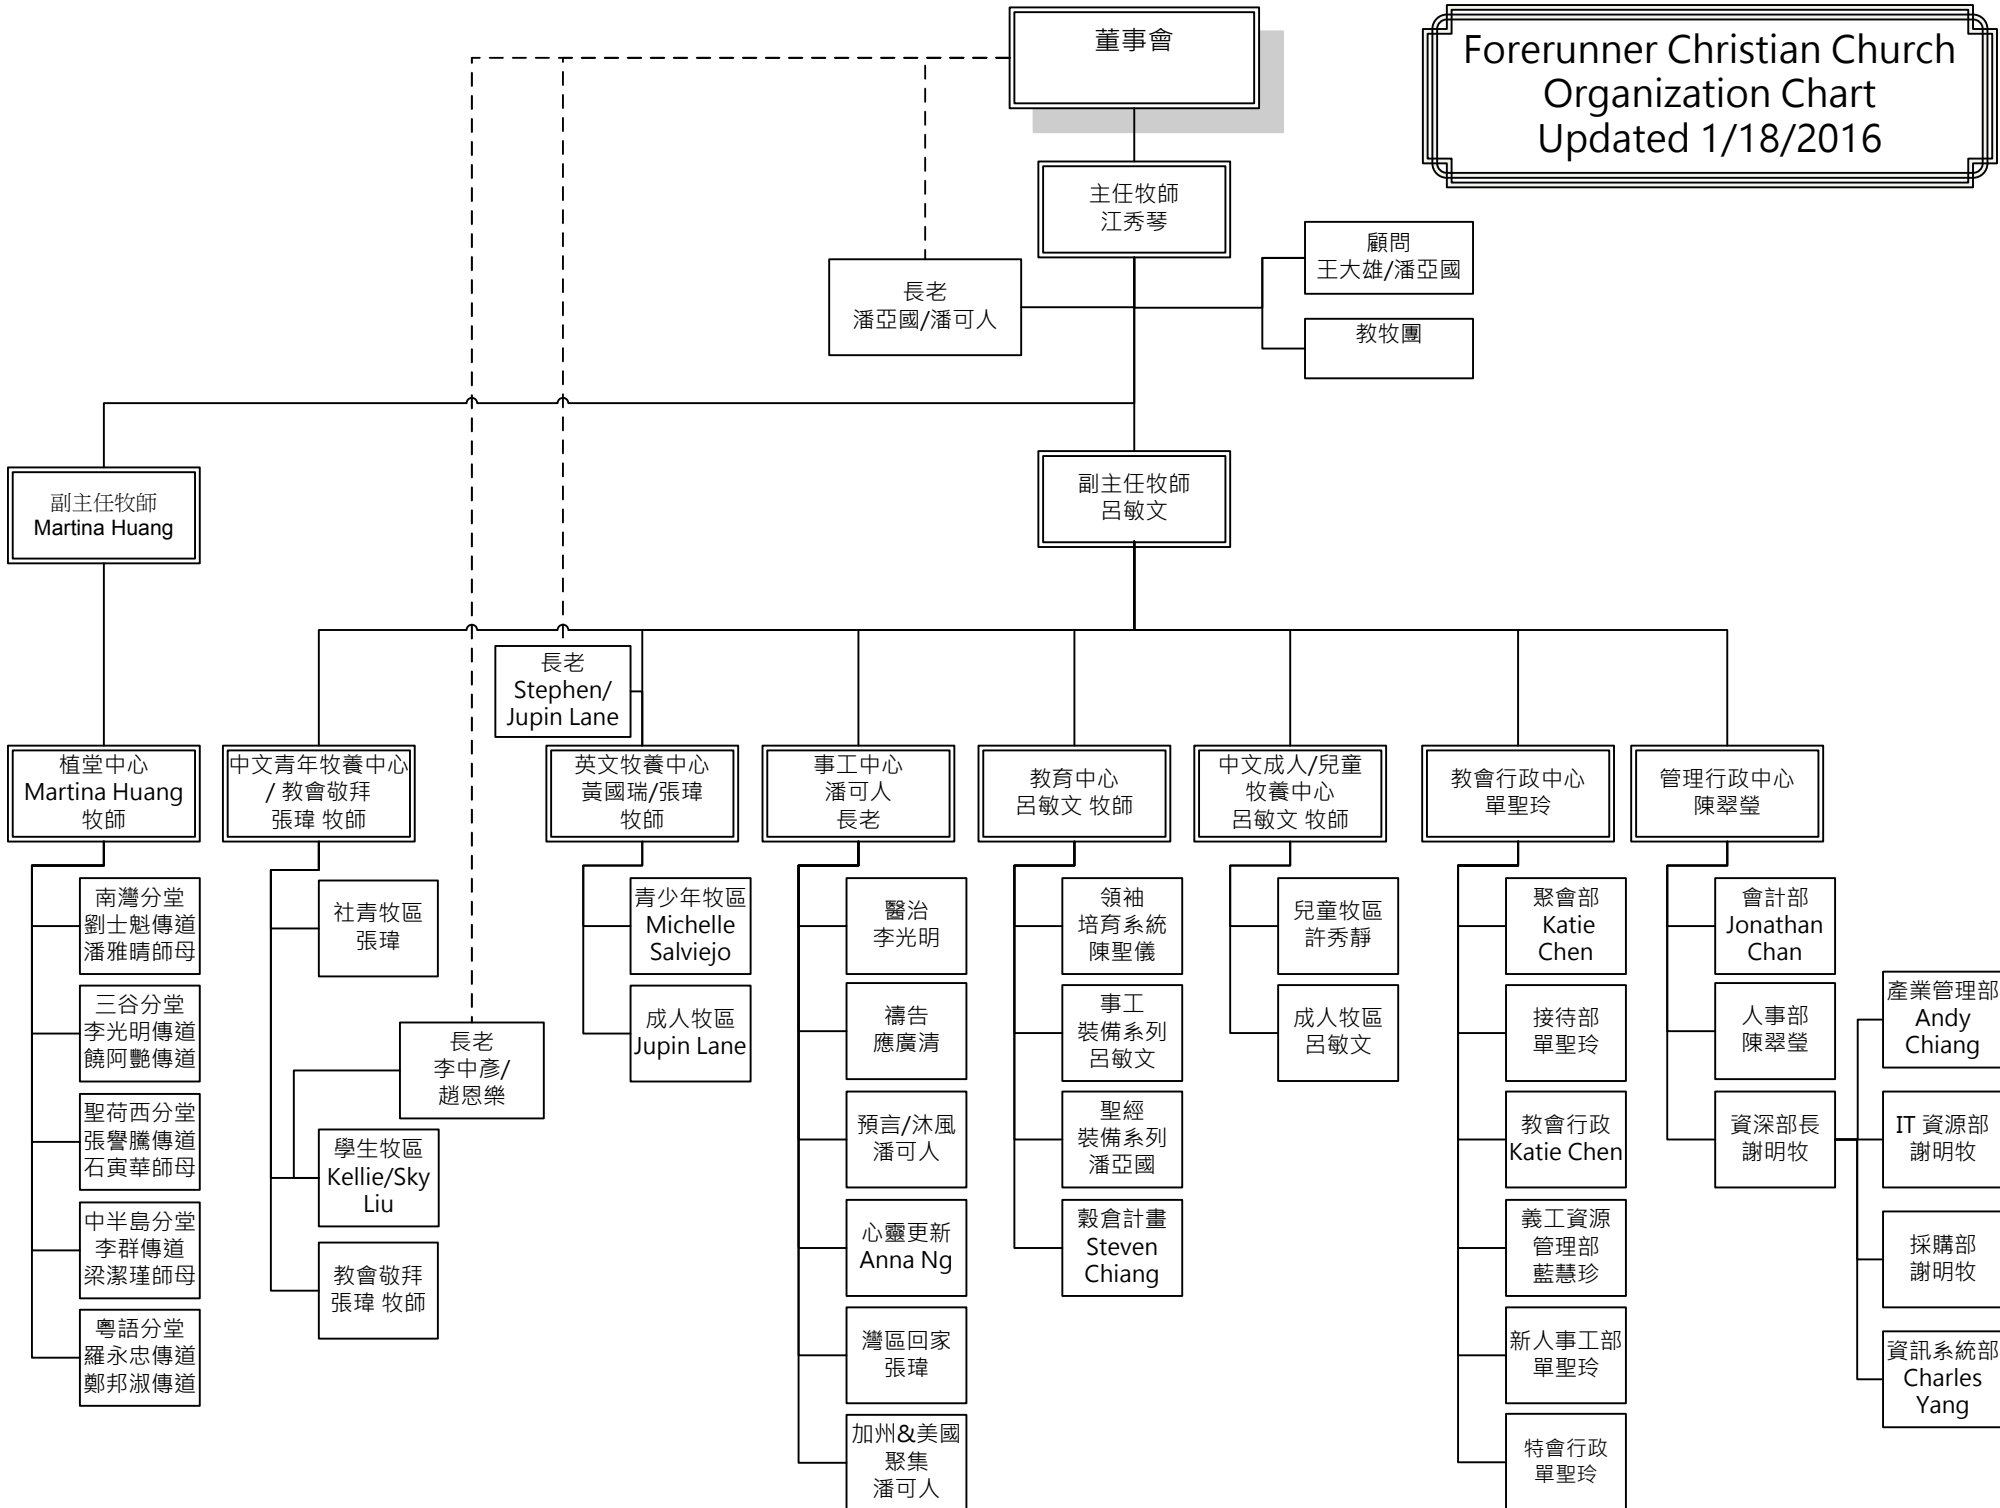 董事會
Forerunner Christian Church
Organization Chart
Updated 1/18/2016
主任牧師
江秀琴
顧問
王大雄/潘亞國
長老
潘亞國/潘可人
教牧團
副主任牧師
Martina Huang
副主任牧師
呂敏文
長老
Stephen/
Jupin Lane
植堂中心
Martina Huang
牧師
中文青年牧養中心
/ 教會敬拜
張瑋 牧師
英文牧養中心
黃國瑞/張瑋
牧師
事工中心
潘可人
長老
教育中心
呂敏文 牧師
中文成人/兒童
牧養中心
呂敏文 牧師
教會行政中心
單聖玲
管理行政中心
陳翠瑩
南灣分堂
劉士魁傳道
潘雅晴師母
三谷分堂
李光明傳道
饒阿艷傳道
聖荷西分堂
張譽騰傳道
石寅華師母
中半島分堂
李群傳道
梁潔瑾師母
粵語分堂
羅永忠傳道
鄭邦淑傳道
社青牧區
張瑋
長老
李中彥/
趙恩樂
學生牧區
Kellie/Sky
Liu
教會敬拜
張瑋 牧師
青少年牧區
Michelle
Salviejo
成人牧區
Jupin Lane
醫治
李光明
禱告
應廣清
預言/沐風
潘可人
心靈更新
Anna Ng
灣區回家
張瑋
加州&美國
聚集
潘可人
領袖
培育系統
陳聖儀
事工
裝備系列
呂敏文
聖經
裝備系列
潘亞國
穀倉計畫
Steven
Chiang
兒童牧區
許秀靜
成人牧區
呂敏文
聚會部
Katie
Chen
接待部
單聖玲
教會行政
Katie Chen
義工資源
管理部
藍慧珍
新人事工部
單聖玲
特會行政
單聖玲
會計部
Jonathan
Chan
人事部
陳翠瑩
資深部長
謝明牧
產業管理部
Andy
Chiang
IT 資源部
謝明牧
採購部
謝明牧
資訊系統部
Charles
Yang